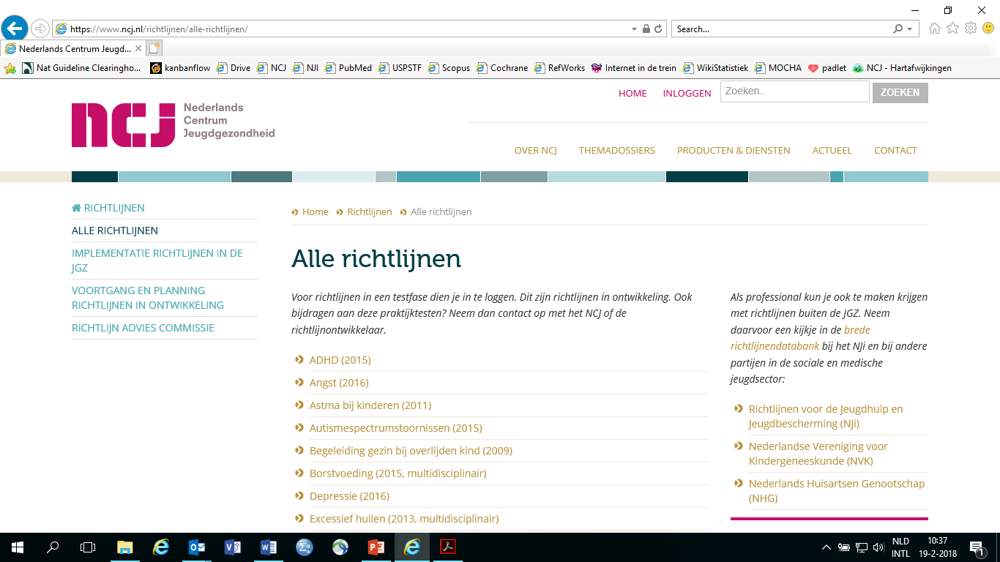 https://www.ncj.nl/richtlijnen/alle-richtlijnen/
Search...
Nederlands Centrum Jeugd...
Nat Guideline Clearingho...
kanbanflow
Drive
NCJ
NJI
PubMed
USPSTF
Scopus
Cochrane
RefWorks
Internet in de trein
WikiStatistiek
MOCHA
padlet
NCJ - Hartafwijkingen
HOME
INLOGGEN
Zoeken..
ZOEKEN
ncj
Nederlands
Centrum
Jeugdgezondheid
OVER NCJ
THEMADOSSIERS
PRODUCTEN & DIENSTEN
ACTUEEL
CONTACT
RICHTLIJNEN
ALLE RICHTLIJNEN
IMPLEMENTATIE RICHTLIJNEN IN DE
JGZ
VOORTGANG EN PLANNING
RICHTLIJNEN IN ONTWIKKELING
RICHTLIJN ADVIES COMMISSIE
Home
Richtlijnen
Alle richtlijnen
Alle richtlijnen
Voor richtlijnen in een testfase dien je in te loggen. Dit zijn richtlijnen in ontwikkeling. Ook
bijdragen aan deze praktijktesten? Neem dan contact op met het NCJ of de
richtlijnontwikkelaar.
ADHD (2015)
Angst (2016)
Astma bij kinderen (2011)
Autismespectrumstoornissen (2015)
Begeleiding gezin bij overlijden kind (2009)
Borstvoeding (2015, multidisciplinair)
Depressie (2016)
Excessief huilen (2013, multidisciplinair)
Als professional kun je ook te maken krijgen
met richtlijnen buiten de JGZ. Neem
daarvoor een kijkje in de brede
richtlijnendatabank bij het NJi en bij andere
partijen in de sociale en medische
jeugdsector:
Richtlijnen voor de Jeugdhulp en
Jeugdbescherming (NJi)
Nederlandse Vereniging voor
Kindergeneeskunde (NVK)
Nederlands Huisartsen Genootschap
(NHG)
NLD
INTL
10:37
19-2-2018
1